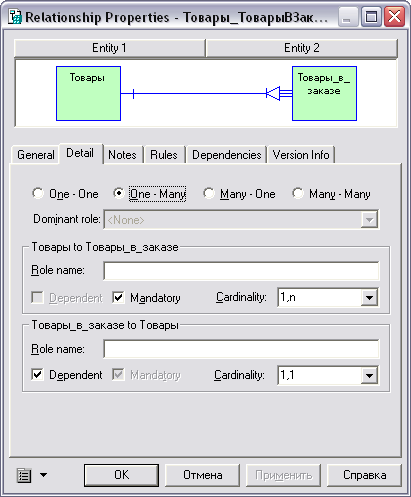 Relationship Properties - Товары_ТоварыВЗак...
Entity 1 Entity 2
Товары Товары_в_
заказе
General Detail Notes Rules Dependencies Version Info
One - One One - Many Many - One Many - Many
Dominant role: <None>
Товары to Товары_в_заказе
Role name:
Dependent Mandatory Cardinality: 1,n
Товары_в_заказе to Товары
Role name:
Dependent Mandatory Cardinality: 1,1
OK Отмена Применить Справка